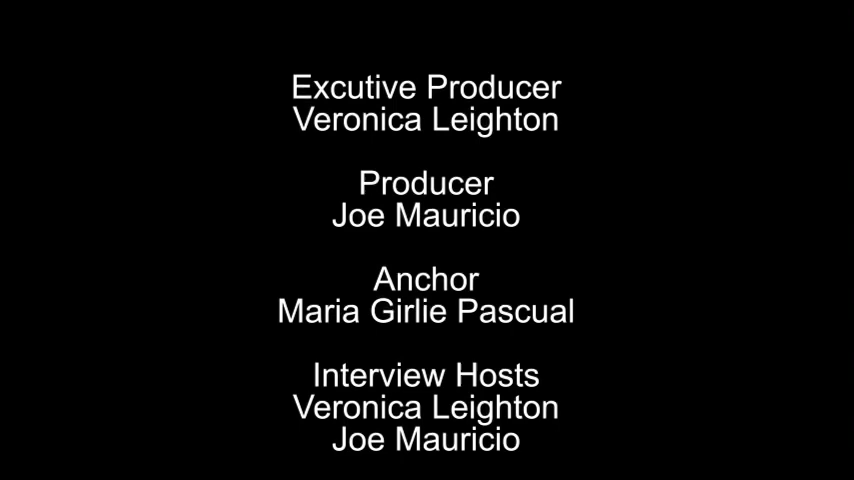 Excutive Producer
Veronica Leighton
Producer
Joe Mauricio
Anchor
Maria Girlie Pascual
Interview Hosts
Veronica Leighton
Joe Mauricio